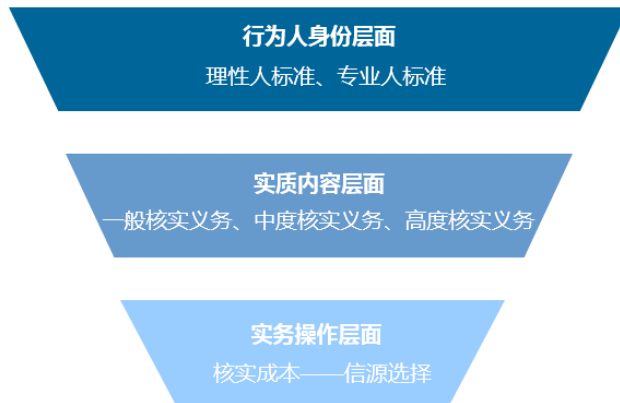 行为人身份层面
理性人标准、专业人标准
实质内容层面
一般核实义务、中度核实义务、高度核实义务
实务操作层面
核实成本——信源选择